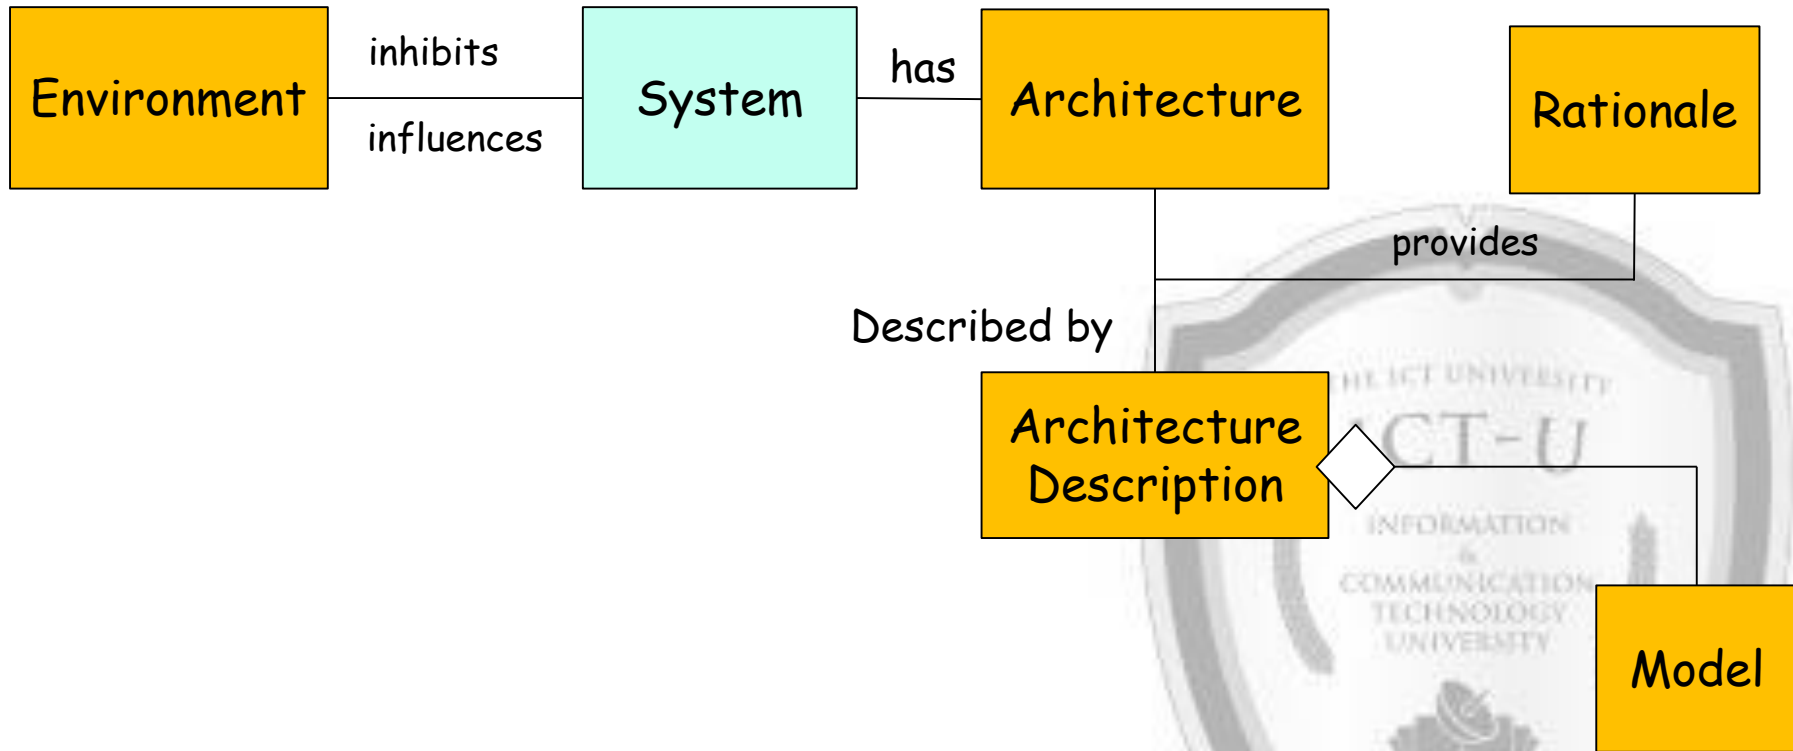 Environment
inhibits
influences
System
has
Architecture
Rationale
provides
Described by
Architecture
Description
THE ICT UNIVERSITY
ICT-U
INFORMATION
&
COMMUNICATION
TECHNOLOGY
UNIVERSITY
Model